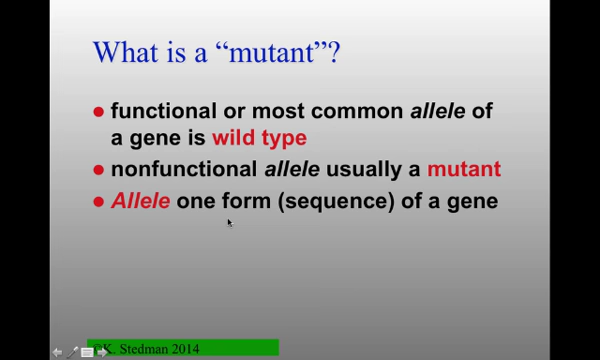 What is a “mutant”?
● functional or most common allele of
a gene is wild type
● nonfunctional allele usually a mutant
● Allele one form (sequence) of a gene
©K. Stedman 2014